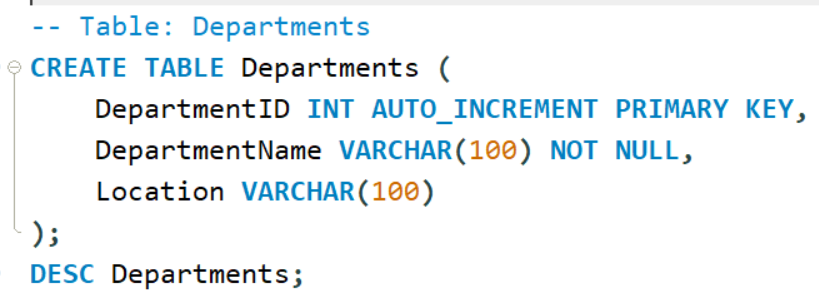 -- Table: Departments
CREATE TABLE Departments (
    DepartmentID INT AUTO_INCREMENT PRIMARY KEY,
    DepartmentName VARCHAR(100) NOT NULL,
    Location VARCHAR(100)
);
DESC Departments;